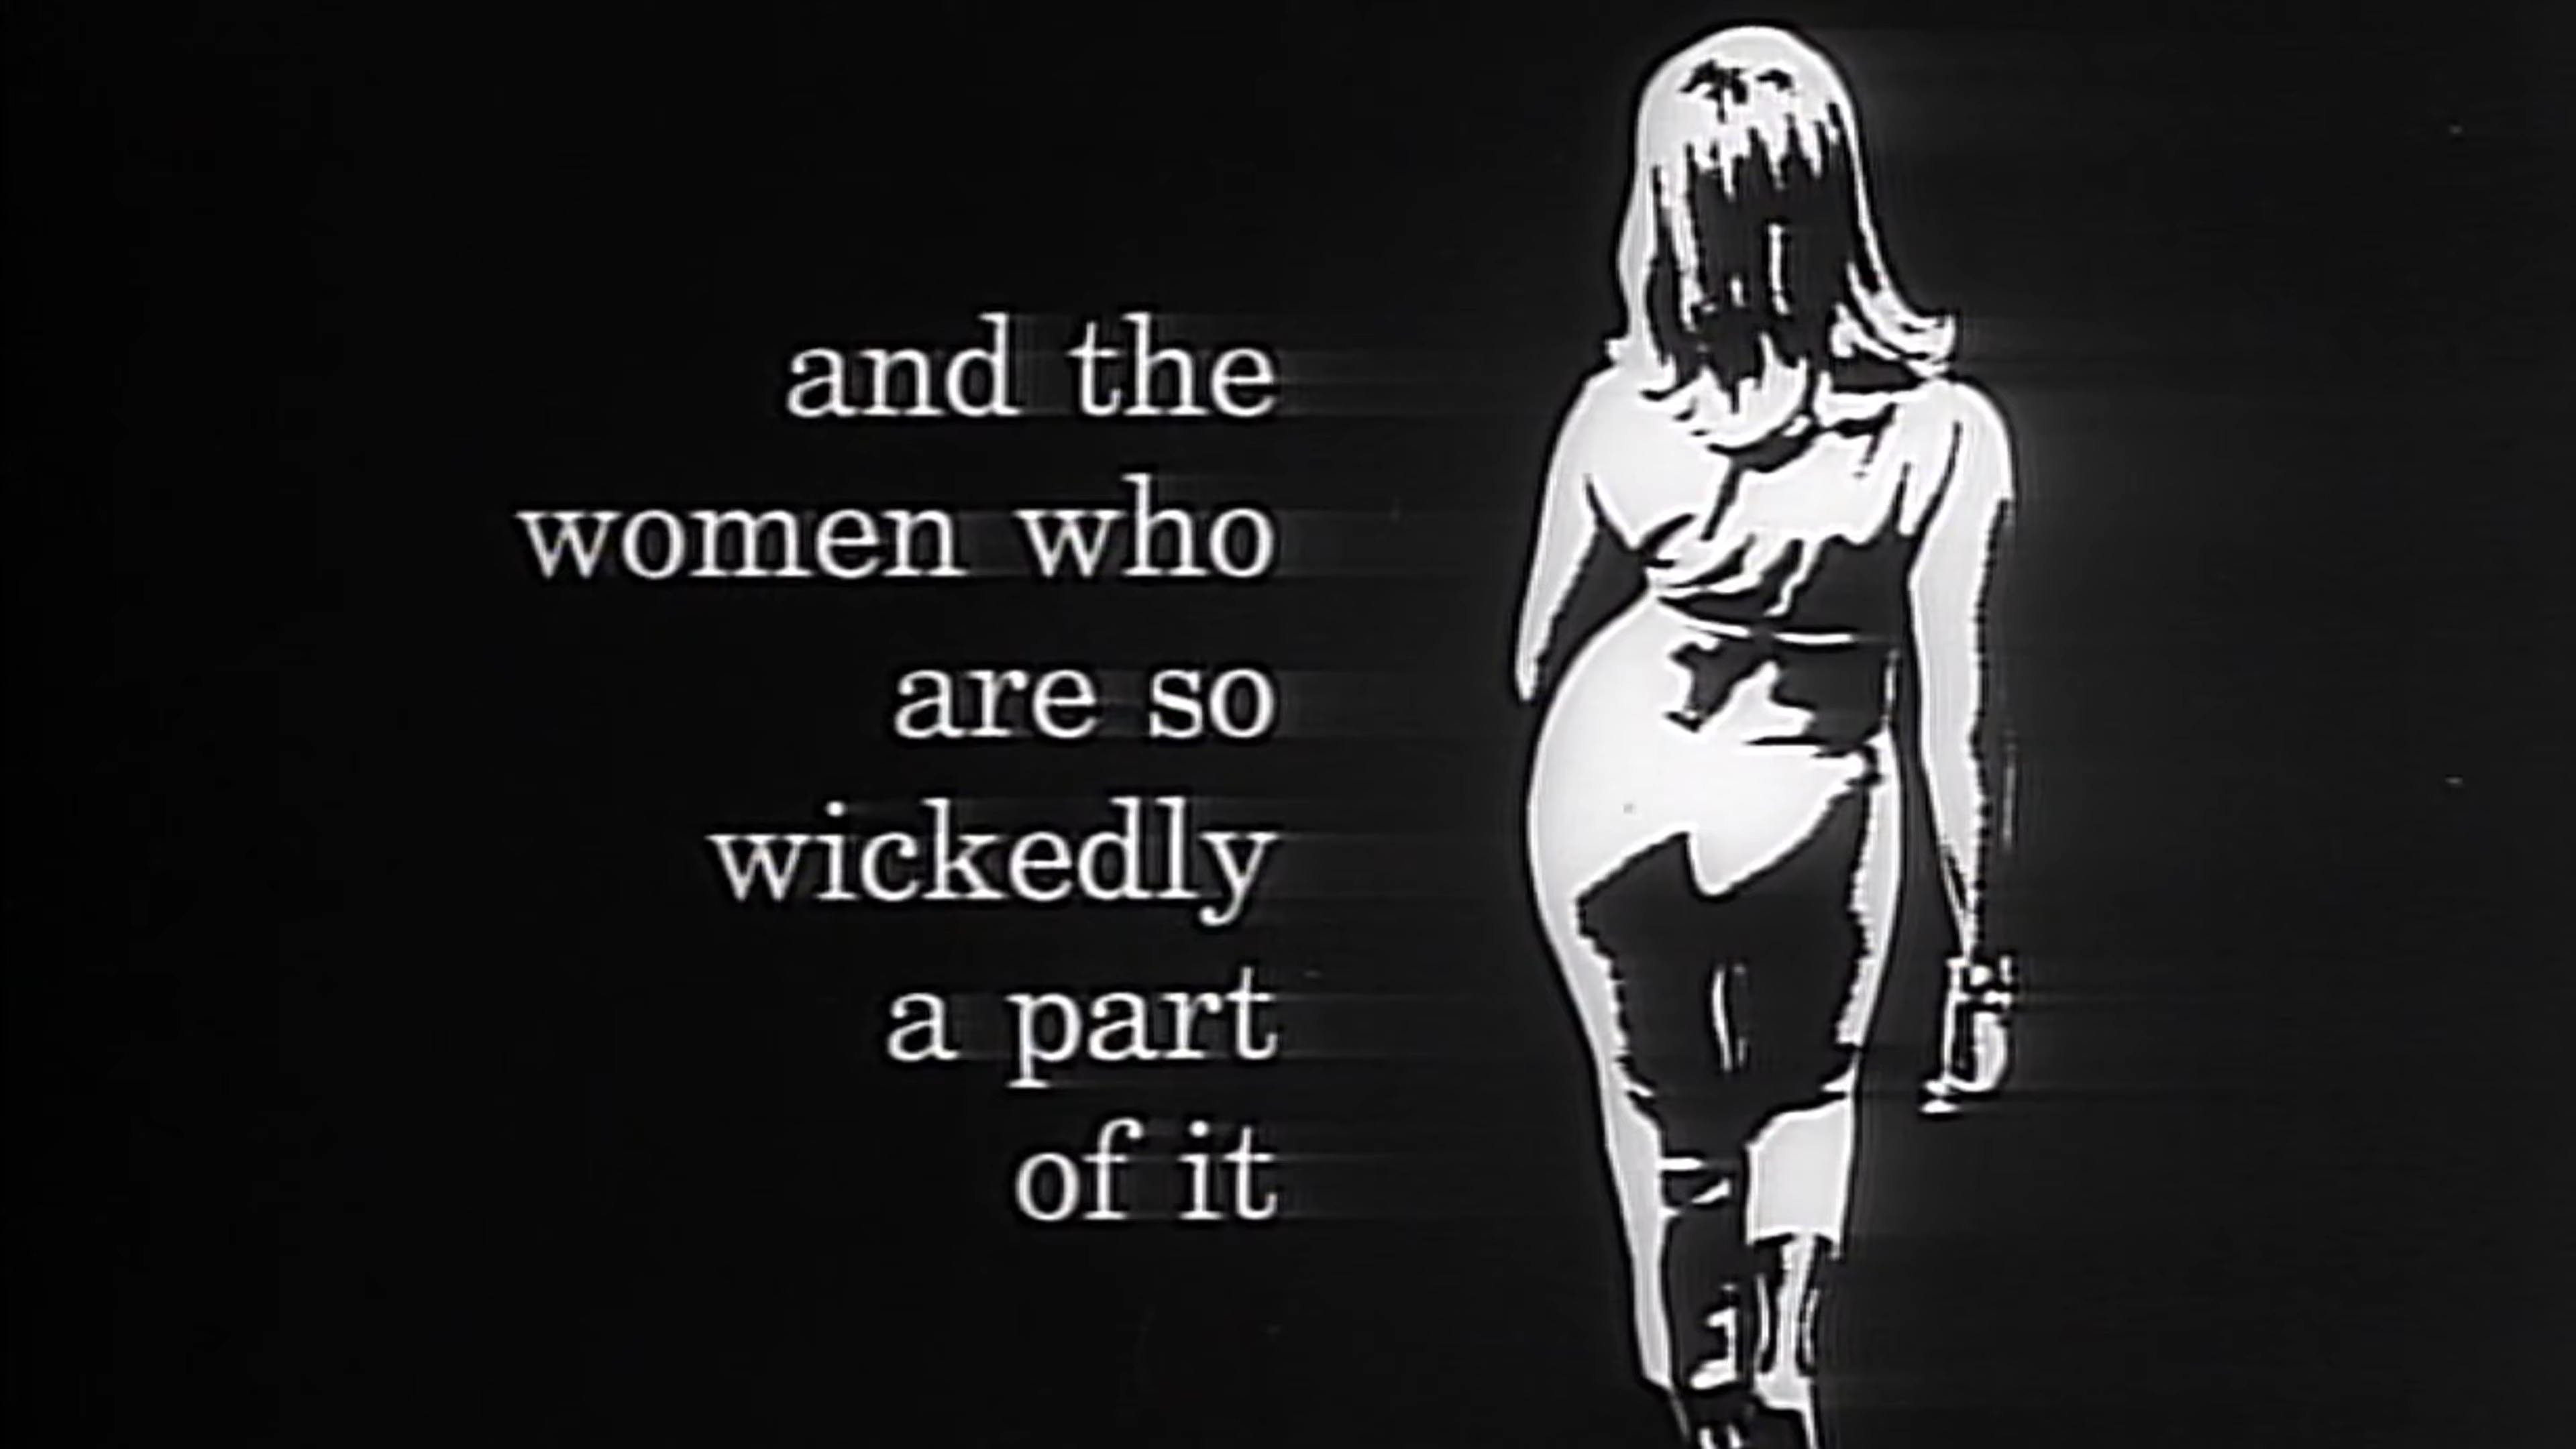 and the
women who
are so
wickedly
a part
of it